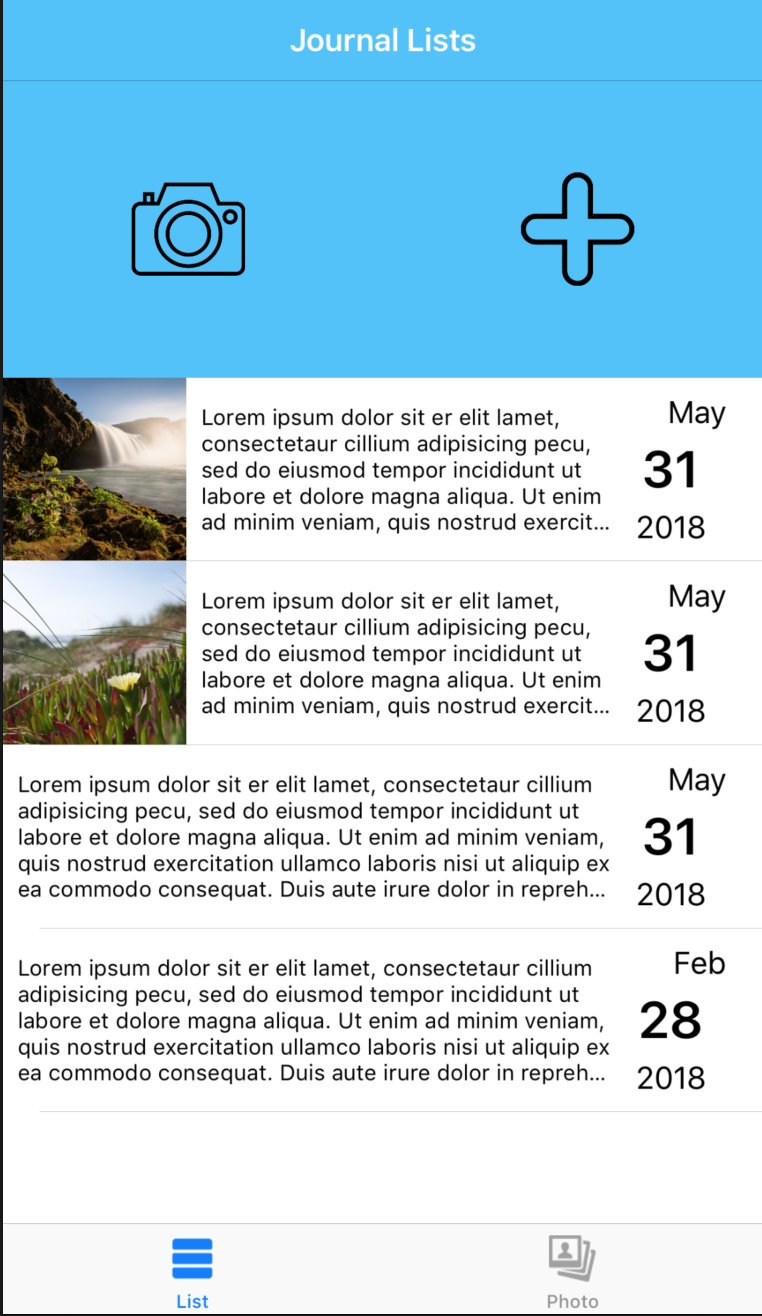 Journal Lists
Lorem ipsum dolor sit er elit lamet,
consectetaur cillium adipisicing pecu,
sed do eiusmod tempor incididunt ut
labore et dolore magna aliqua. Ut enim
ad minim veniam, quis nostrud exercit...
May
31
2018
Lorem ipsum dolor sit er elit lamet,
consectetaur cillium adipisicing pecu,
sed do eiusmod tempor incididunt ut
labore et dolore magna aliqua. Ut enim
ad minim veniam, quis nostrud exercit...
May
31
2018
Lorem ipsum dolor sit er elit lamet, consectetaur cillium
adipisicing pecu, sed do eiusmod tempor incididunt ut
labore et dolore magna aliqua. Ut enim ad minim veniam,
quis nostrud exercitation ullamco laboris nisi ut aliquip ex
ea commodo consequat. Duis aute irure dolor in repreh...
May
31
2018
Lorem ipsum dolor sit er elit lamet, consectetaur cillium
adipisicing pecu, sed do eiusmod tempor incididunt ut
labore et dolore magna aliqua. Ut enim ad minim veniam,
quis nostrud exercitation ullamco laboris nisi ut aliquip ex
ea commodo consequat. Duis aute irure dolor in repreh...
Feb
28
2018
List
Photo